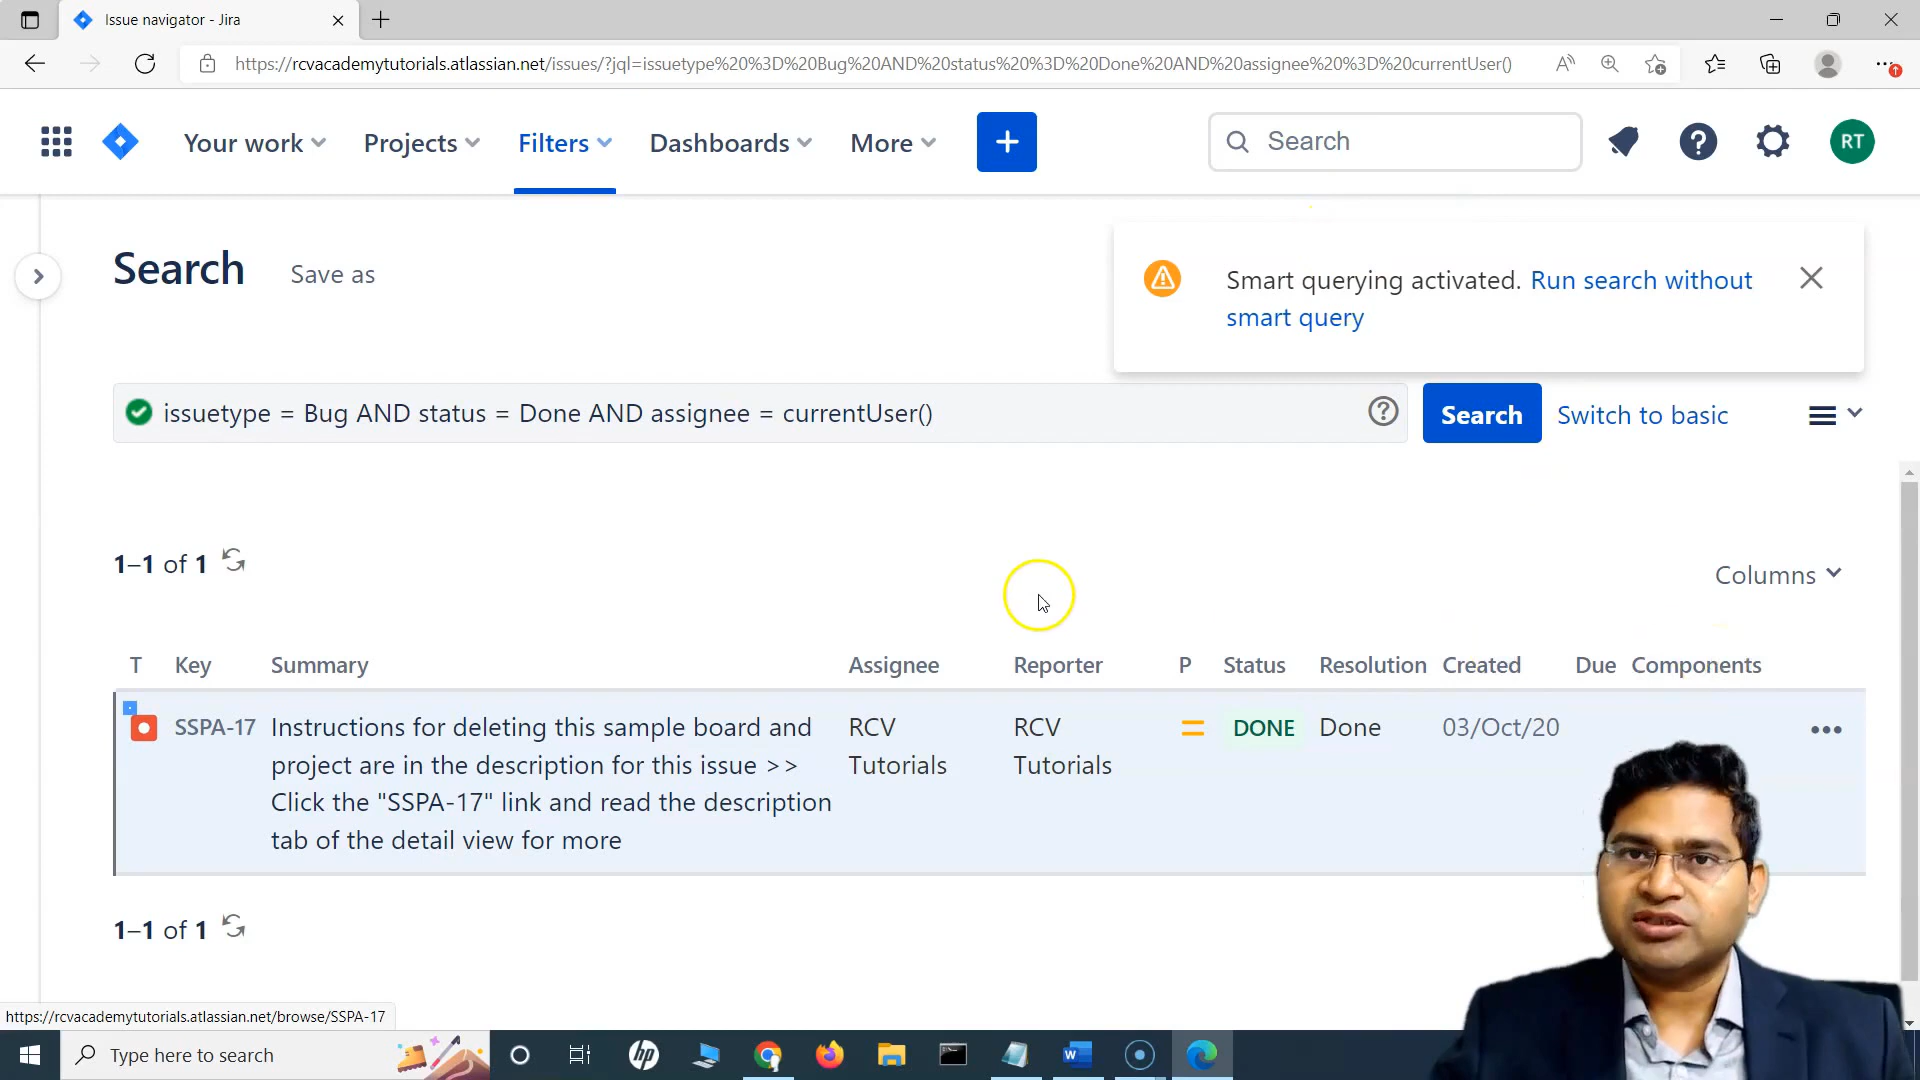 Issue navigator - Jira
https://rcvacademytutorials.atlassian.net/issues/?jql=issuetype%20%3D%20Bug%20AND%20status%20%3D%20Done%20AND%20assignee%20%3D%20currentUser()
Your work
Projects
Filters
Dashboards
More
Search
RT
Search
Save as
Smart querying activated. Run search without
smart query
issuetype = Bug AND status = Done AND assignee = currentUser()
Search
Switch to basic
1–1 of 1
Columns
T Key Summary Assignee Reporter P Status Resolution Created Due Components
SSPA-17
Instructions for deleting this sample board and
project are in the description for this issue >>
Click the "SSPA-17" link and read the description
tab of the detail view for more
RCV
Tutorials
RCV
Tutorials
DONE
Done
03/Oct/20
1–1 of 1
https://rcvacademytutorials.atlassian.net/browse/SSPA-17
Type here to search
hp
W